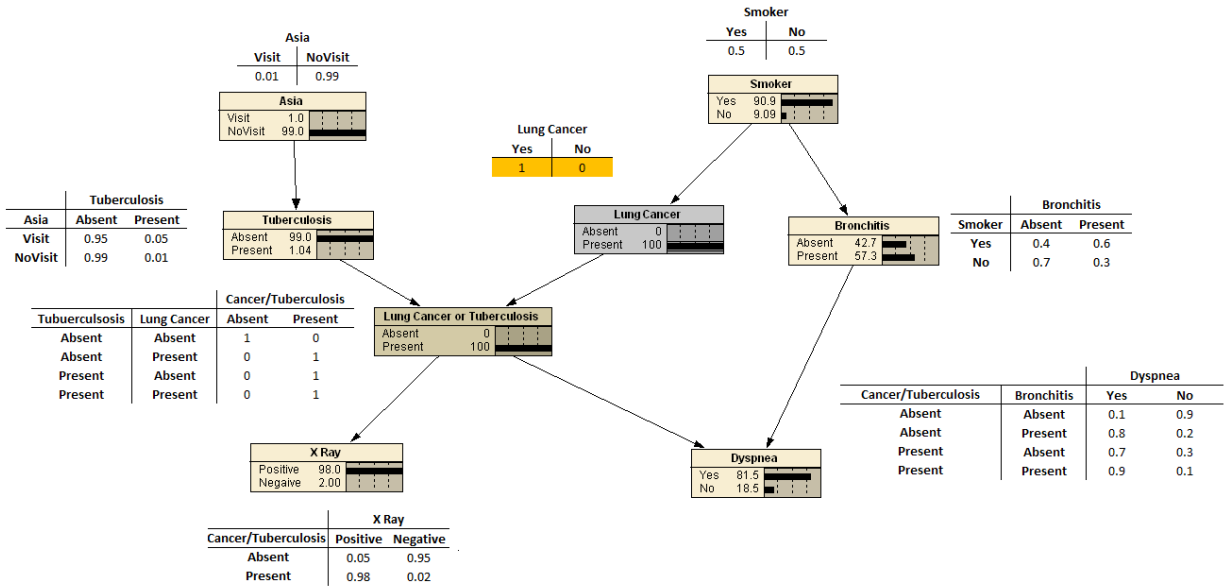 Smoker
Yes No
0.5 0.5
Asia
Visit NoVisit
0.01 0.99
Asia
Visit 1.0
NoVisit 99.0
Smoker
Yes 90.9
No 9.09
Lung Cancer
Yes No
1 0
Tuberculosis
Asia Absent Present
Visit 0.95 0.05
NoVisit 0.99 0.01
Tuberculosis
Absent 99.0
Present 1.04
Lung Cancer
Absent 0
Present 100
Bronchitis
Absent 42.7
Present 57.3
Bronchitis
Smoker Absent Present
Yes 0.4 0.6
No 0.7 0.3
Cancer/Tuberculosis
Tubuerculsosis Lung Cancer Absent Present
Absent Absent 1 0
Absent Present 0 1
Present Absent 0 1
Present Present 0 1
Lung Cancer or Tuberculosis
Absent 0
Present 100
Dyspnea
Cancer/Tuberculosis Bronchitis Yes No
Absent Absent 0.1 0.9
Absent Present 0.8 0.2
Present Absent 0.7 0.3
Present Present 0.9 0.1
X Ray
Positive 98.0
Negaive 2.00
Dyspnea
Yes 81.5
No 18.5
X Ray
Cancer/Tuberculosis Positive Negative
Absent 0.05 0.95
Present 0.98 0.02